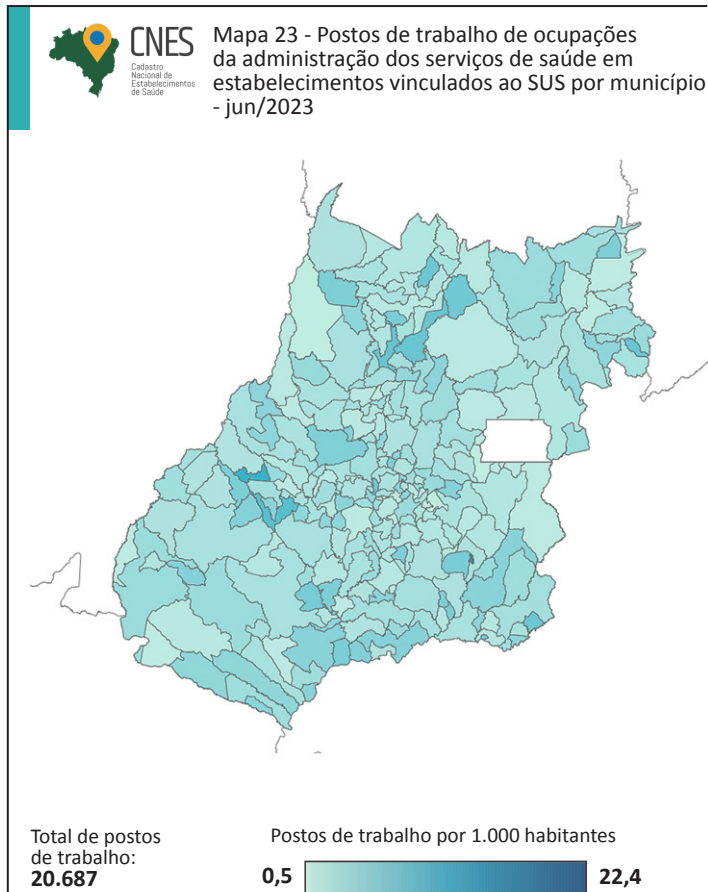 CNES
Cadastro
Nacional de
Estabelecimentos
de Saúde
Mapa 23 - Postos de trabalho de ocupações
da administração dos serviços de saúde em
estabelecimentos vinculados ao SUS por município
- jun/2023
Total de postos
de trabalho:
20.687
Postos de trabalho por 1.000 habitantes
0,5
22,4